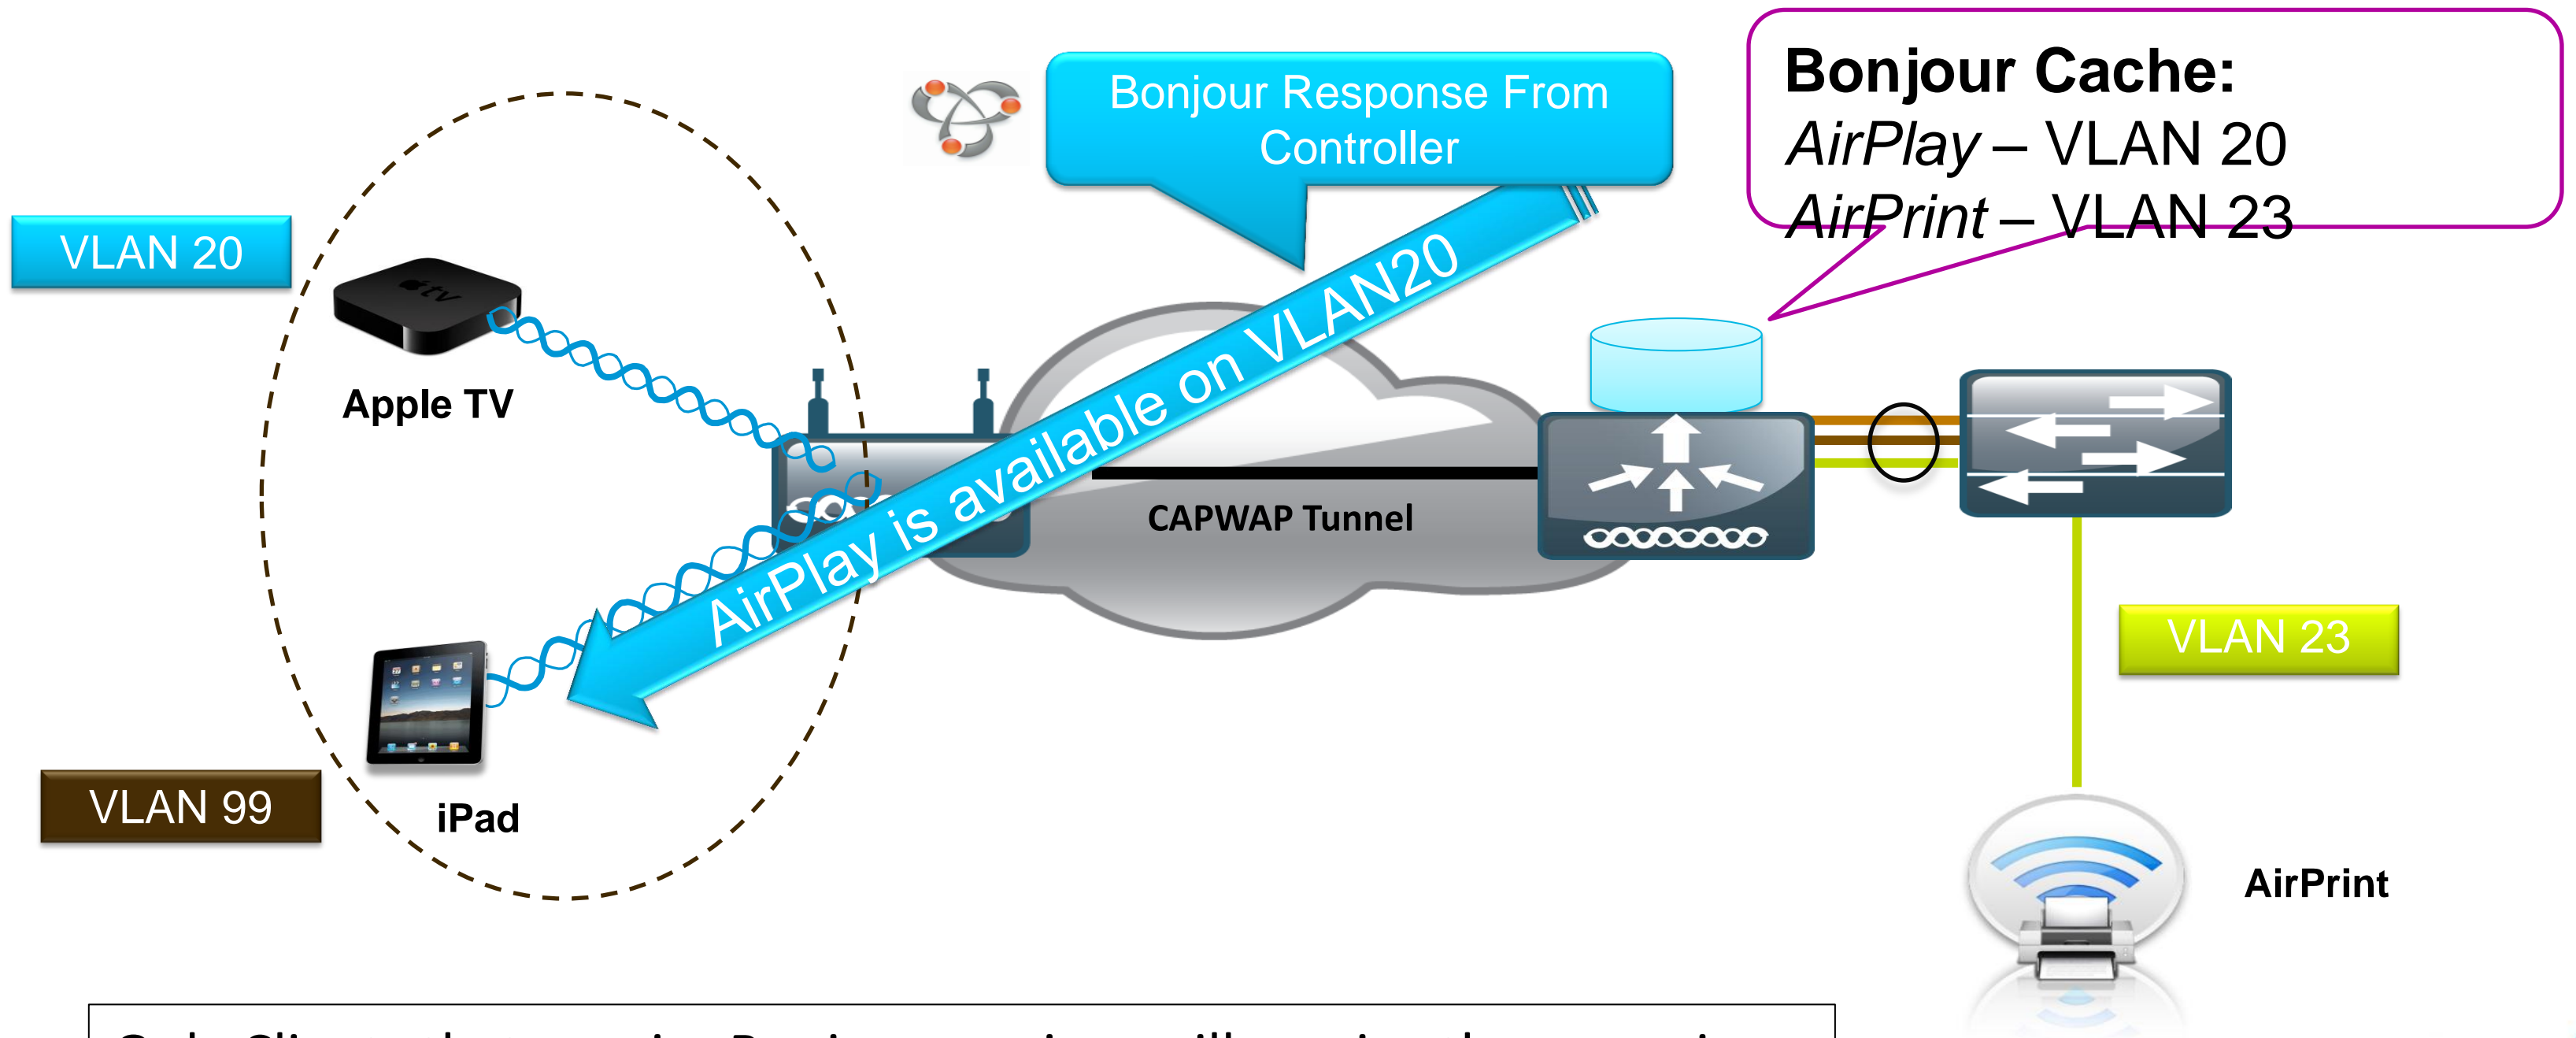 Bonjour Response From
Controller
Bonjour Cache:
AirPlay – VLAN 20
AirPrint – VLAN 23
VLAN 20
tv
Apple TV
AirPlay is available on VLAN20
CAPWAP Tunnel
VLAN 23
VLAN 99
iPad
AirPrint